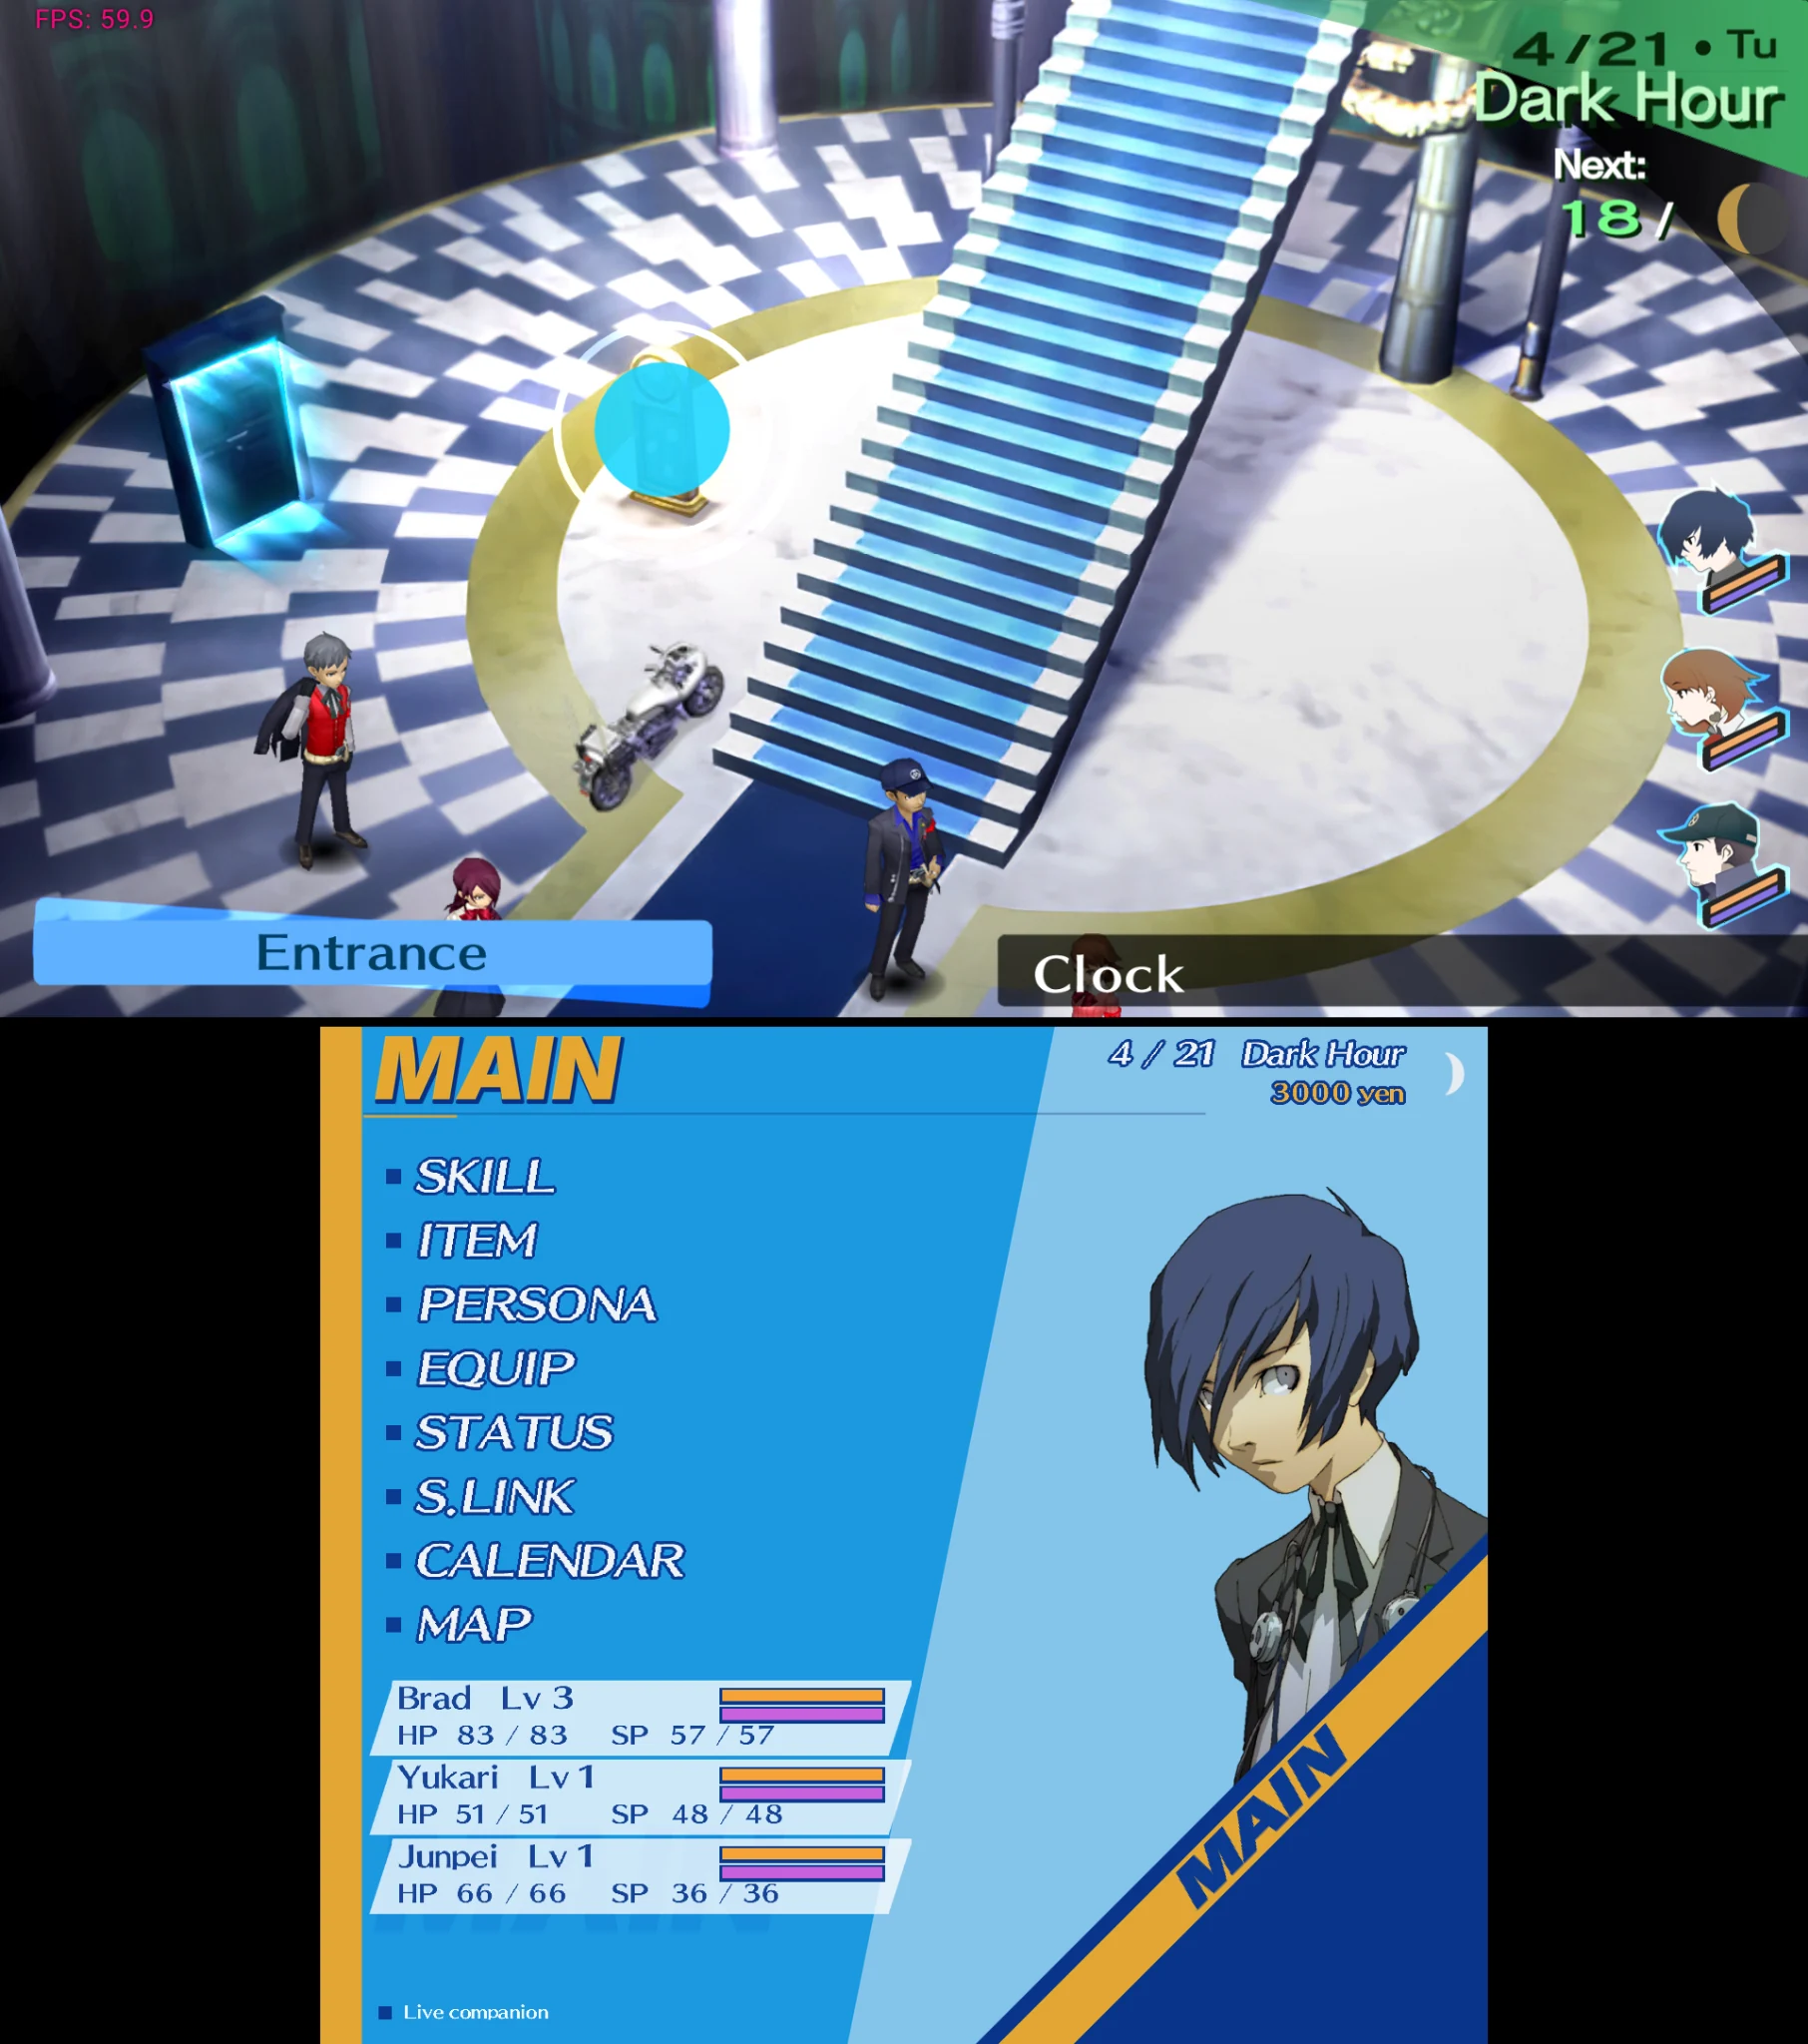 FPS: 59.9
4/21 • Tu
Dark Hour
Next:
18 /
Entrance
Clock
MAIN
4 / 21 Dark Hour
3000 yen
SKILL
ITEM
PERSONA
EQUIP
STATUS
S.LINK
CALENDAR
MAP
Brad Lv 3
HP 83 / 83 SP 57 / 57
Yukari Lv 1
HP 51 / 51 SP 48 / 48
Junpei Lv 1
HP 66 / 66 SP 36 / 36
MAIN
MAIN
Live companion